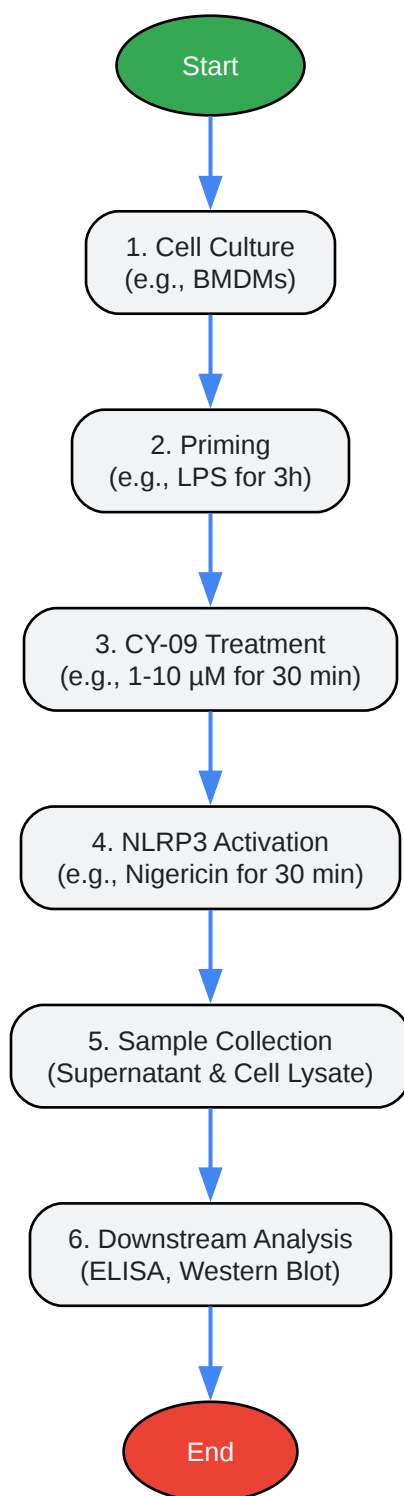 Start
1. Cell Culture
(e.g., BMDMs)
2. Priming
(e.g., LPS for 3h)
3. CY-09 Treatment
(e.g., 1-10 µM for 30 min)
4. NLRP3 Activation
(e.g., Nigericin for 30 min)
5. Sample Collection
(Supernatant & Cell Lysate)
6. Downstream Analysis
(ELISA, Western Blot)
End